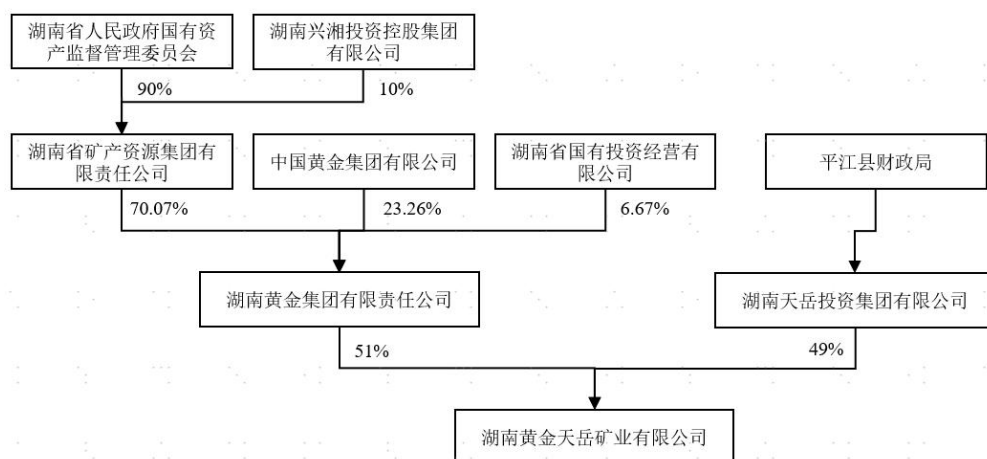 湖南省人民政府国有资
产监督管理委员会
湖南兴湘投资控股集团
有限公司
90%
10%
湖南省矿产资源集团有
限责任公司
中国黄金集团有限公司
湖南省国有投资经营有
限公司
平江县财政局
70.07%
23.26%
6.67%
湖南黄金集团有限责任公司
湖南天岳投资集团有限公司
51%
49%
湖南黄金天岳矿业有限公司